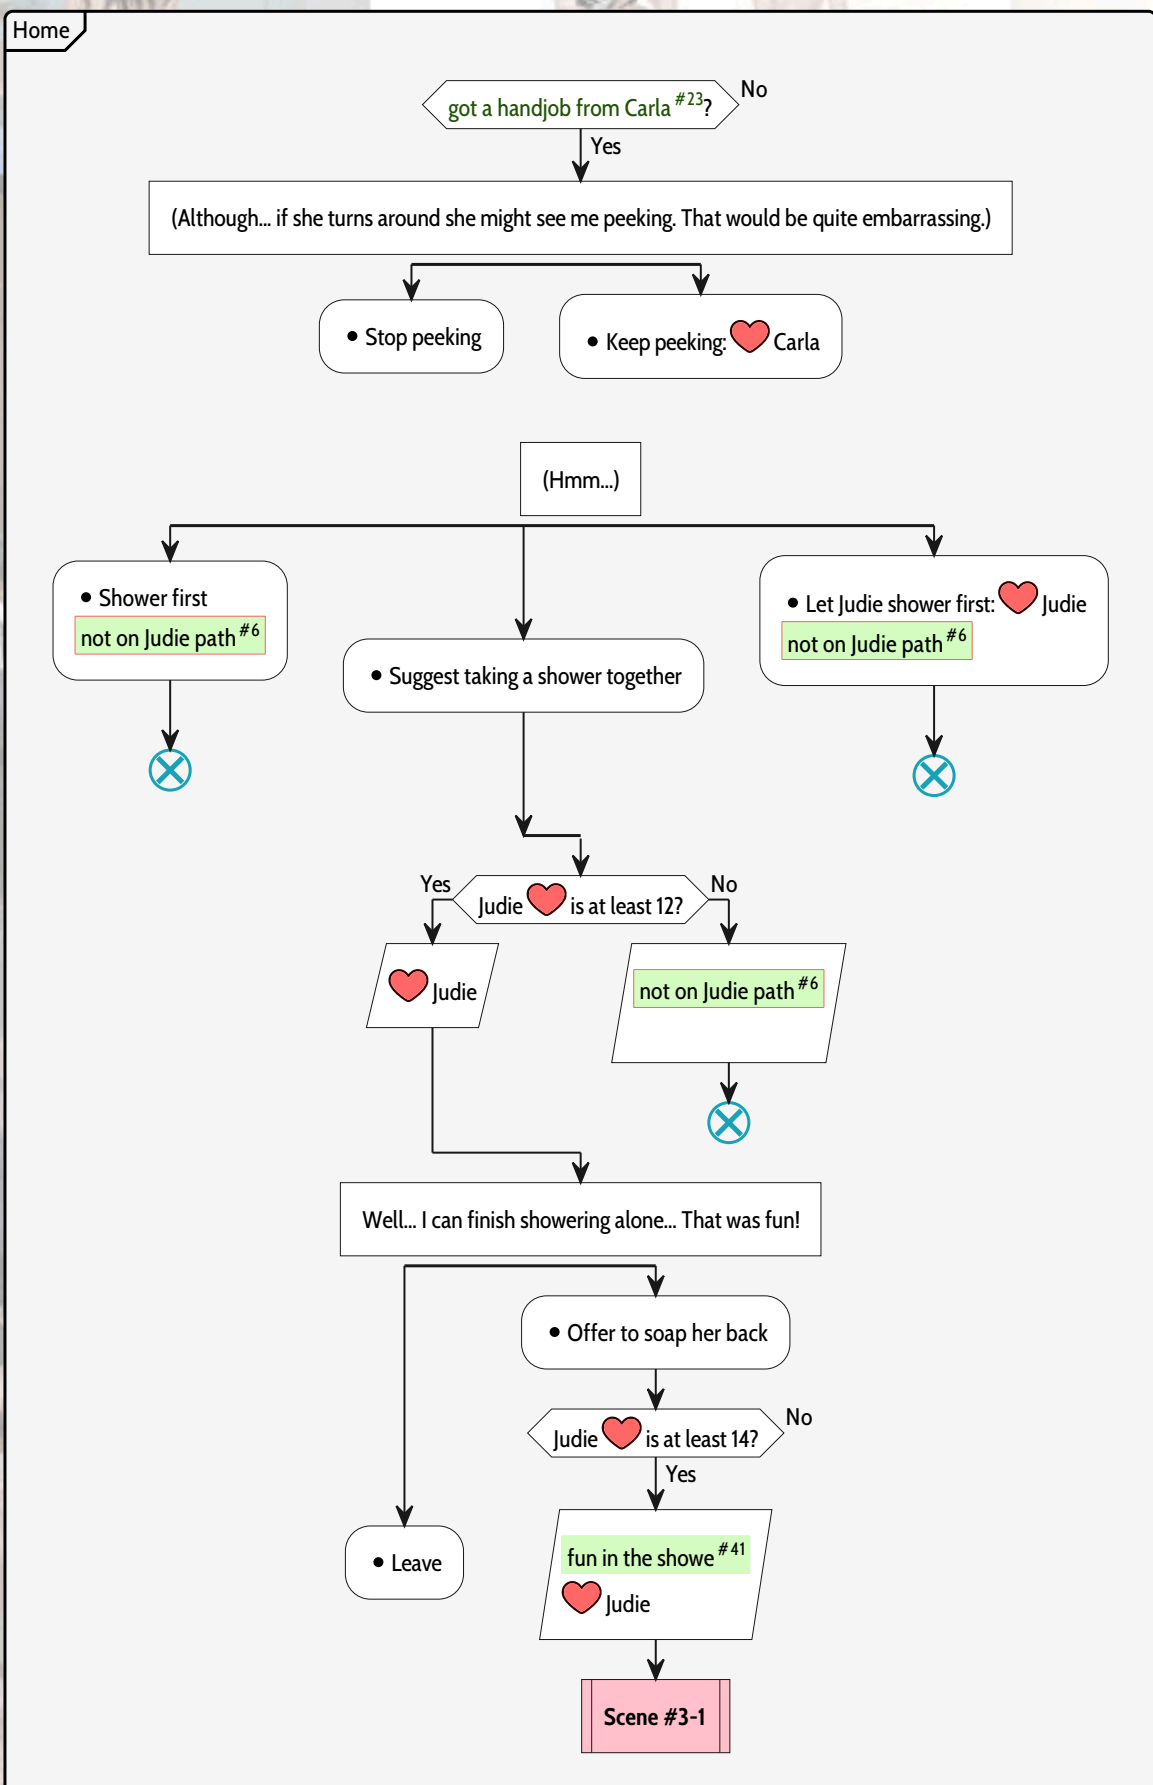 Home
got a handjob from Carla #23?
No
Yes
(Although... if she turns around she might see me peeking. That would be quite embarrassing.)
• Stop peeking
• Keep peeking: Carla
(Hmm...)
• Shower first
not on Judie path #6
• Suggest taking a shower together
• Let Judie shower first: Judie
not on Judie path #6
Yes
Judie is at least 12?
No
Judie
not on Judie path #6
Well... I can finish showering alone... That was fun!
• Offer to soap her back
Judie is at least 14?
No
Yes
• Leave
fun in the showe #41
Judie
Scene #3-1